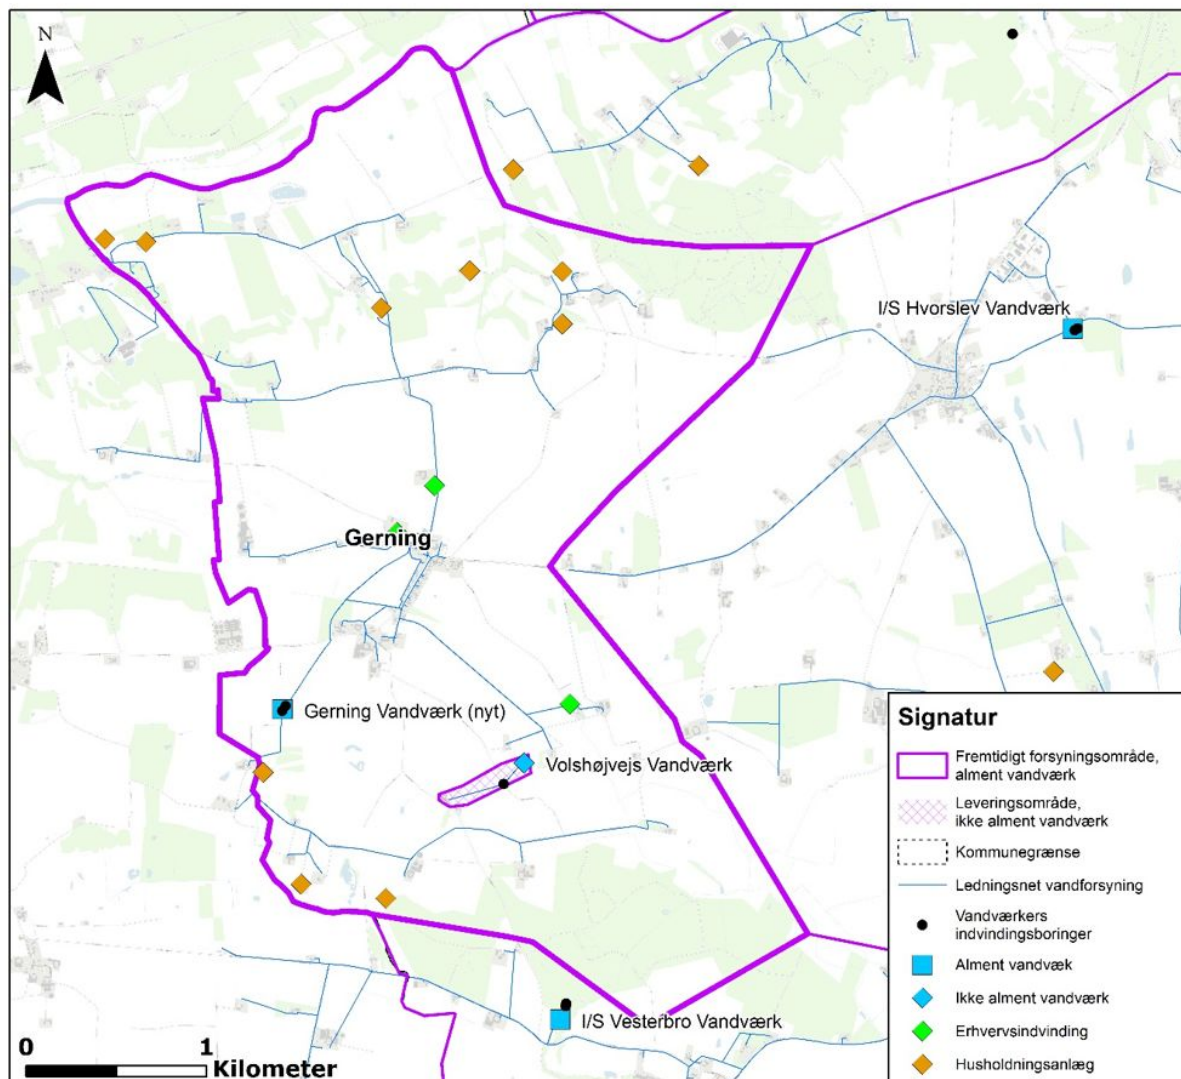 N
I/S Hvorslev Vandværk
Gerning
Gerning Vandværk (nyt)
Volshøjvejs Vandværk
I/S Vesterbro Vandværk
0 1
Kilometer
Signatur
Fremtidigt forsyningsområde,
alment vandværk
Leveringsområde,
ikke alment vandværk
Kommunegrænse
Ledningsnet vandforsyning
Vandværkers
indvindingsboringer
Alment vandvæk
Ikke alment vandværk
Erhvervsindvinding
Husholdningsanlæg